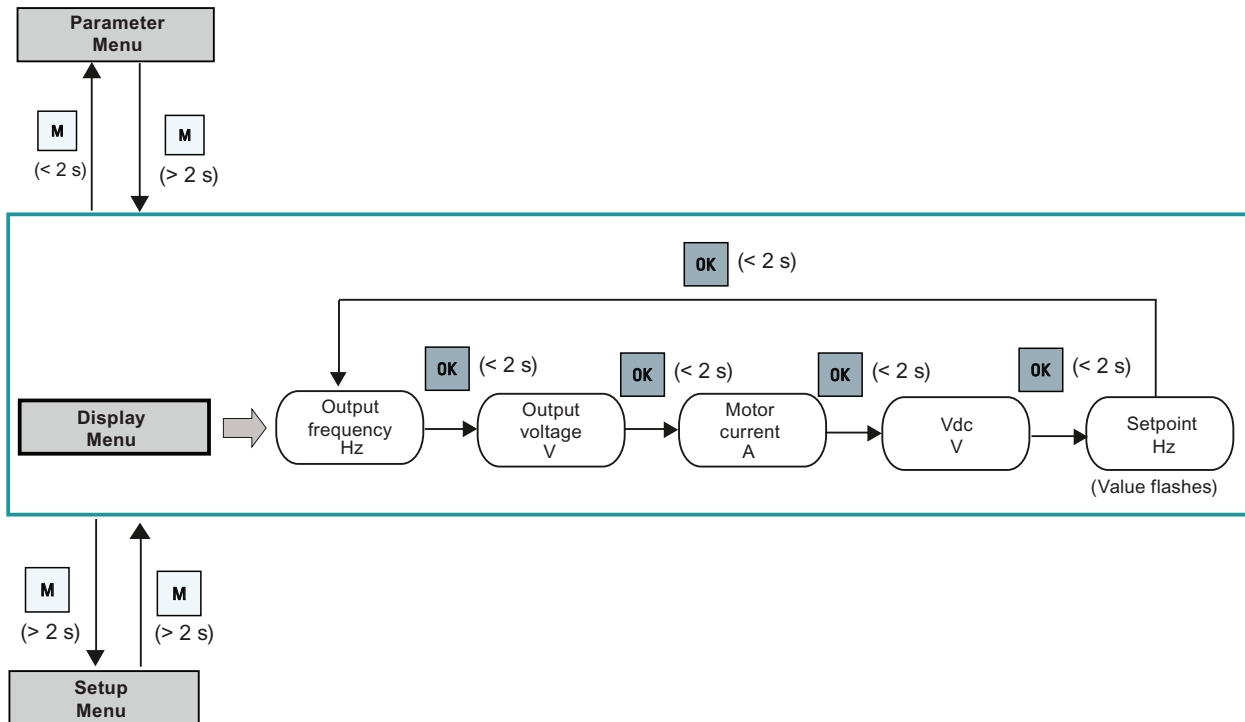 Parameter
Menu
M
(< 2 s)
M
(> 2 s)
OK (< 2 s)
OK (< 2 s)
OK (< 2 s)
OK (< 2 s)
OK (< 2 s)
Display
Menu
Output
frequency
Hz
Output
voltage
V
Motor
current
A
Vdc
V
Setpoint
Hz
(Value flashes)
M
(> 2 s)
M
(> 2 s)
Setup
Menu